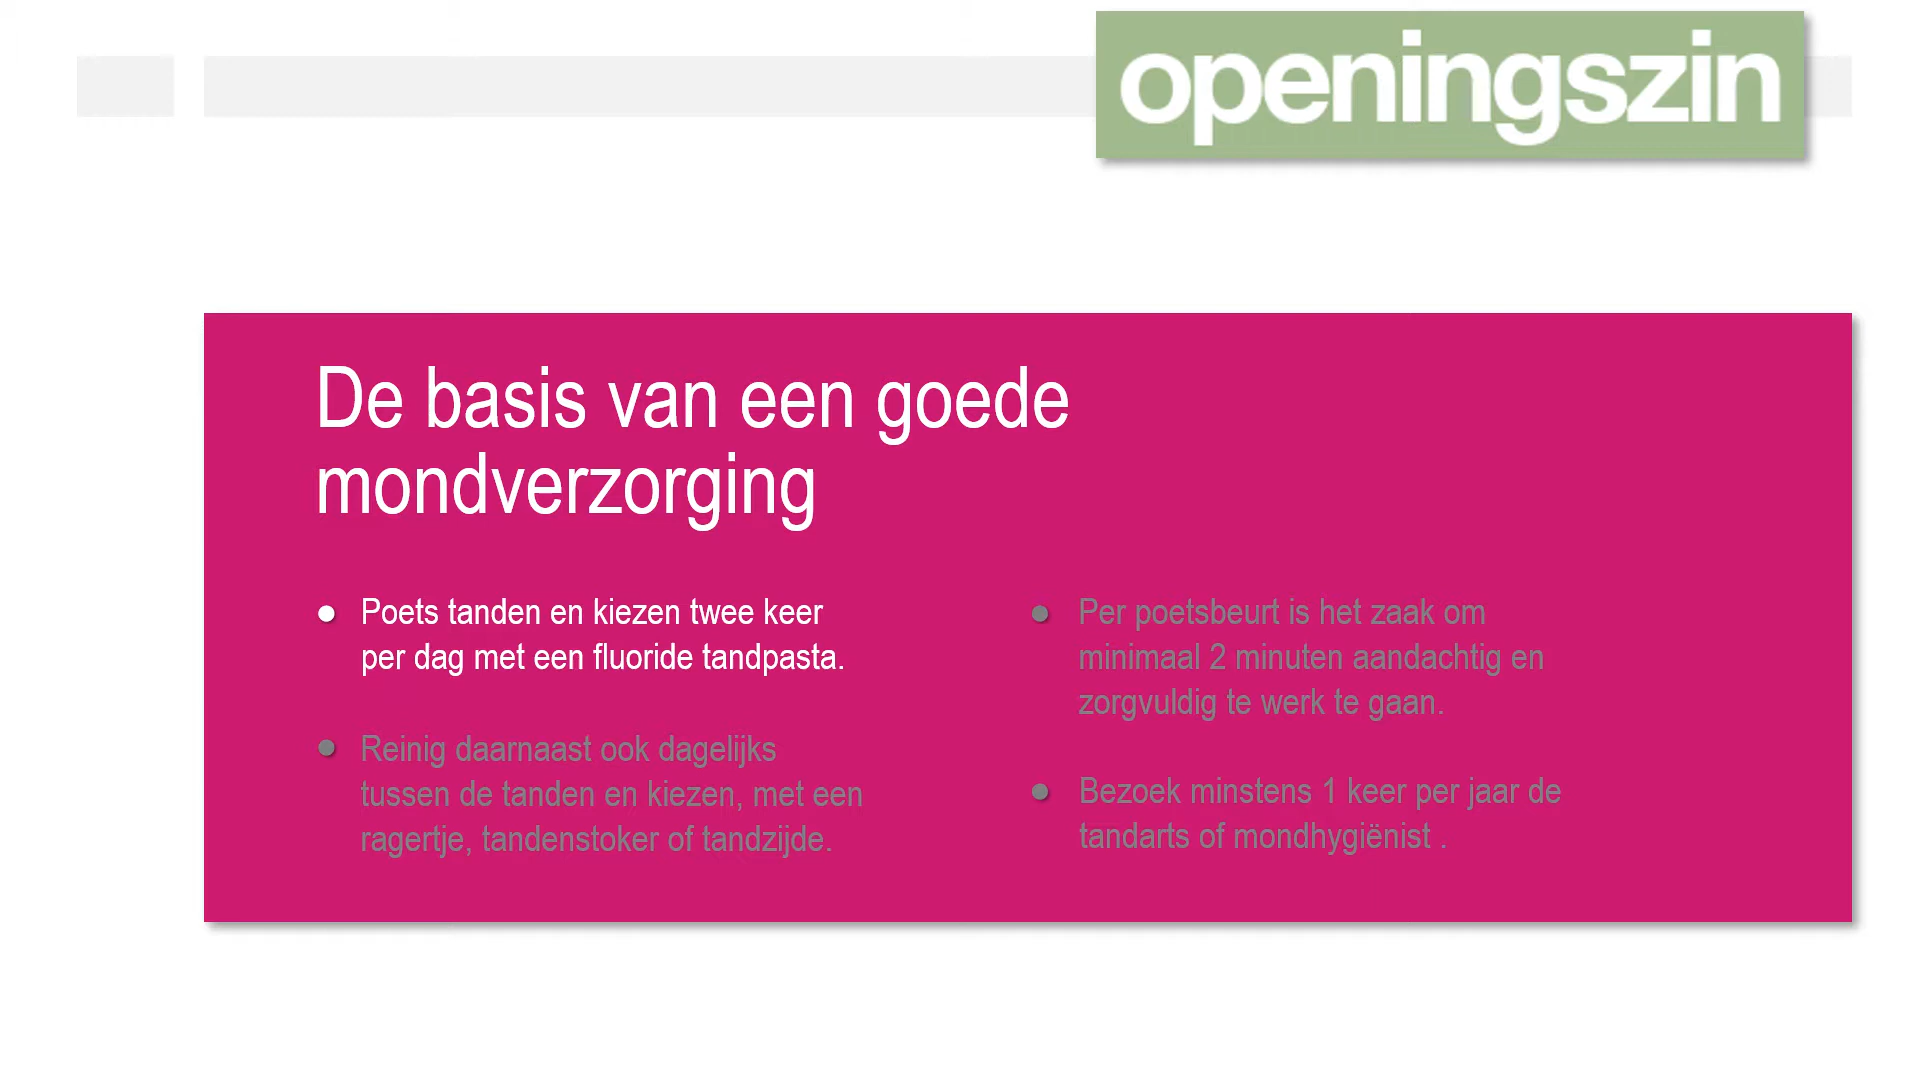 openingszin
De basis van een goede
mondverzorging
Poets tanden en kiezen twee keer
per dag met een fluoride tandpasta.
Reinig daarnaast ook dagelijks
tussen de tanden en kiezen, met een
ragertje, tandenstoker of tandzijde.
Per poetsbeurt is het zaak om
minimaal 2 minuten aandachtig en
zorgvuldig te werk te gaan.
Bezoek minstens 1 keer per jaar de
tandarts of mondhygiënist .